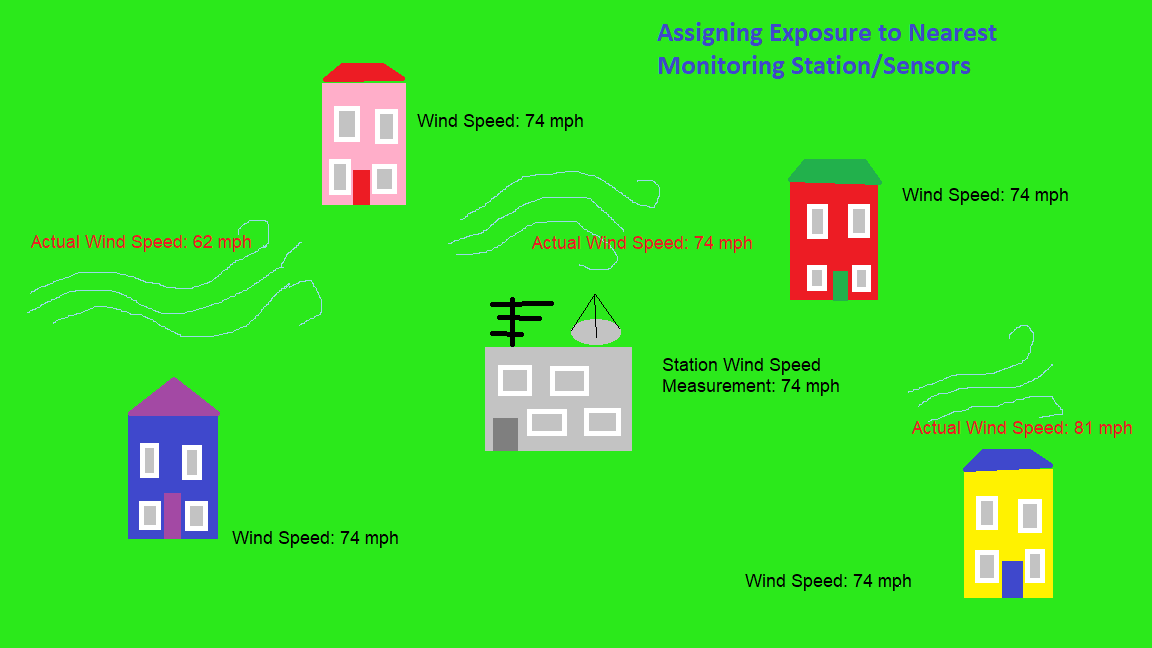 Assigning Exposure to Nearest
Monitoring Station/Sensors
Wind Speed: 74 mph
Wind Speed: 74 mph
Actual Wind Speed: 62 mph
Actual Wind Speed: 74 mph
Station Wind Speed
Measurement: 74 mph
Actual Wind Speed: 81 mph
Wind Speed: 74 mph
Wind Speed: 74 mph